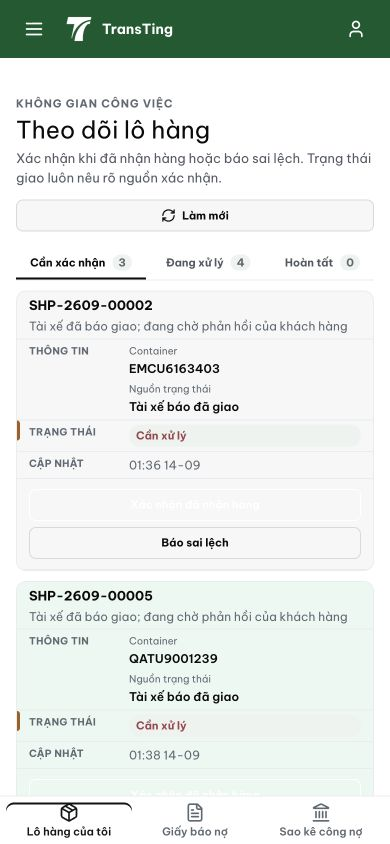 TransTing
KHÔNG GIAN CÔNG VIỆC
Theo dõi lô hàng
Xác nhận khi đã nhận hàng hoặc báo sai lệch. Trạng thái
giao luôn nêu rõ nguồn xác nhận.
Làm mới
Cần xác nhận 3
Đang xử lý 4
Hoàn tất 0
SHP-2609-00002
Tài xế đã báo giao; đang chờ phản hồi của khách hàng
THÔNG TIN
Container
EMCU6163403
Nguồn trạng thái
Tài xế báo đã giao
TRẠNG THÁI
Cần xử lý
CẬP NHẬT
01:36 14-09
Xác nhận đã nhận hàng
Báo sai lệch
SHP-2609-00005
Tài xế đã báo giao; đang chờ phản hồi của khách hàng
THÔNG TIN
Container
QATU9001239
Nguồn trạng thái
Tài xế báo đã giao
TRẠNG THÁI
Cần xử lý
CẬP NHẬT
01:38 14-09
Xác nhận đã nhận hàng
Lô hàng của tôi
Giấy báo nợ
Sao kê công nợ